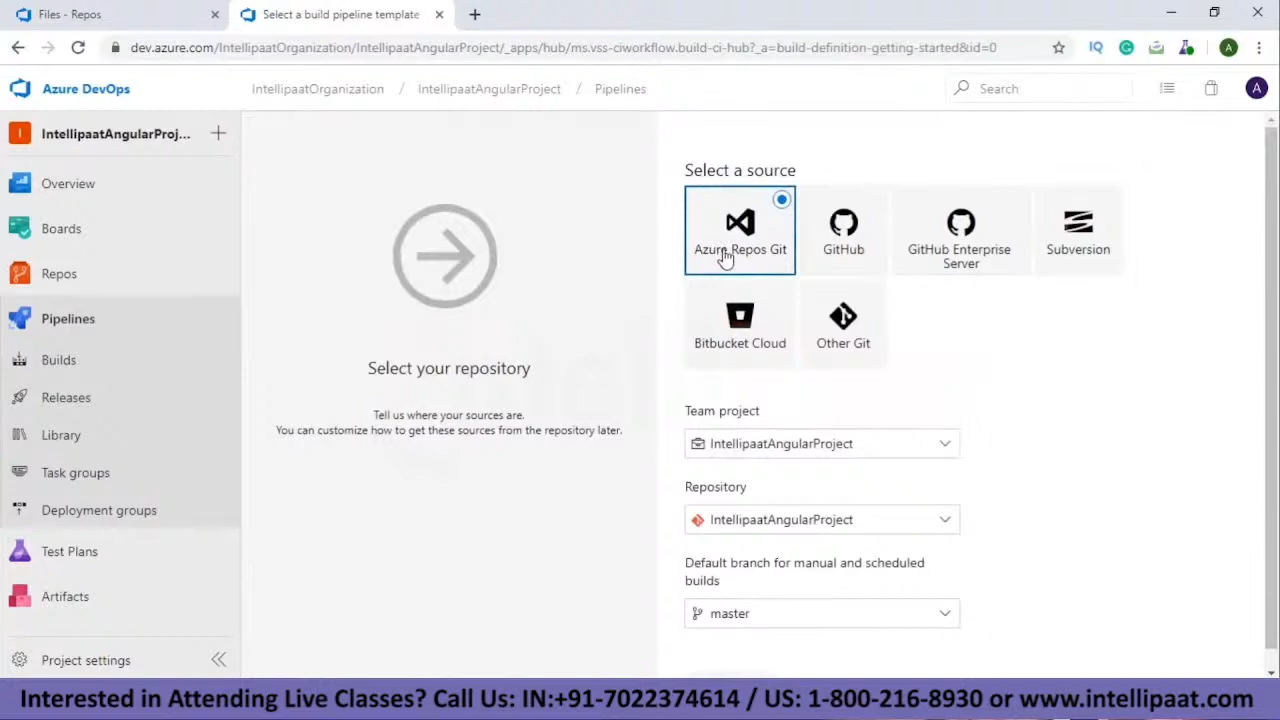 Files - Repos
Select a build pipeline template
dev.azure.com/IntellipaatOrganization/IntellipaatAngularProject/_apps/hub/ms.vss-ciworkflow.build-ci-hub?_a=build-definition-getting-started&id=0
IQ
A
Azure DevOps
IntellipaatOrganization / IntellipaatAngularProject / Pipelines
Search
A
I
IntellipaatAngularProj...
Overview
Boards
Repos
Pipelines
Builds
Releases
Library
Task groups
Deployment groups
Test Plans
Artifacts
Project settings
Select your repository
Tell us where your sources are.
You can customize how to get these sources from the repository later.
Select a source
Azure Repos Git
GitHub
GitHub Enterprise
Server
Subversion
Bitbucket Cloud
Other Git
Team project
IntellipaatAngularProject
Repository
IntellipaatAngularProject
Default branch for manual and scheduled
builds
master
Interested in Attending Live Classes? Call Us: IN:+91-7022374614 / US: 1-800-216-8930 or www.intellipaat.com